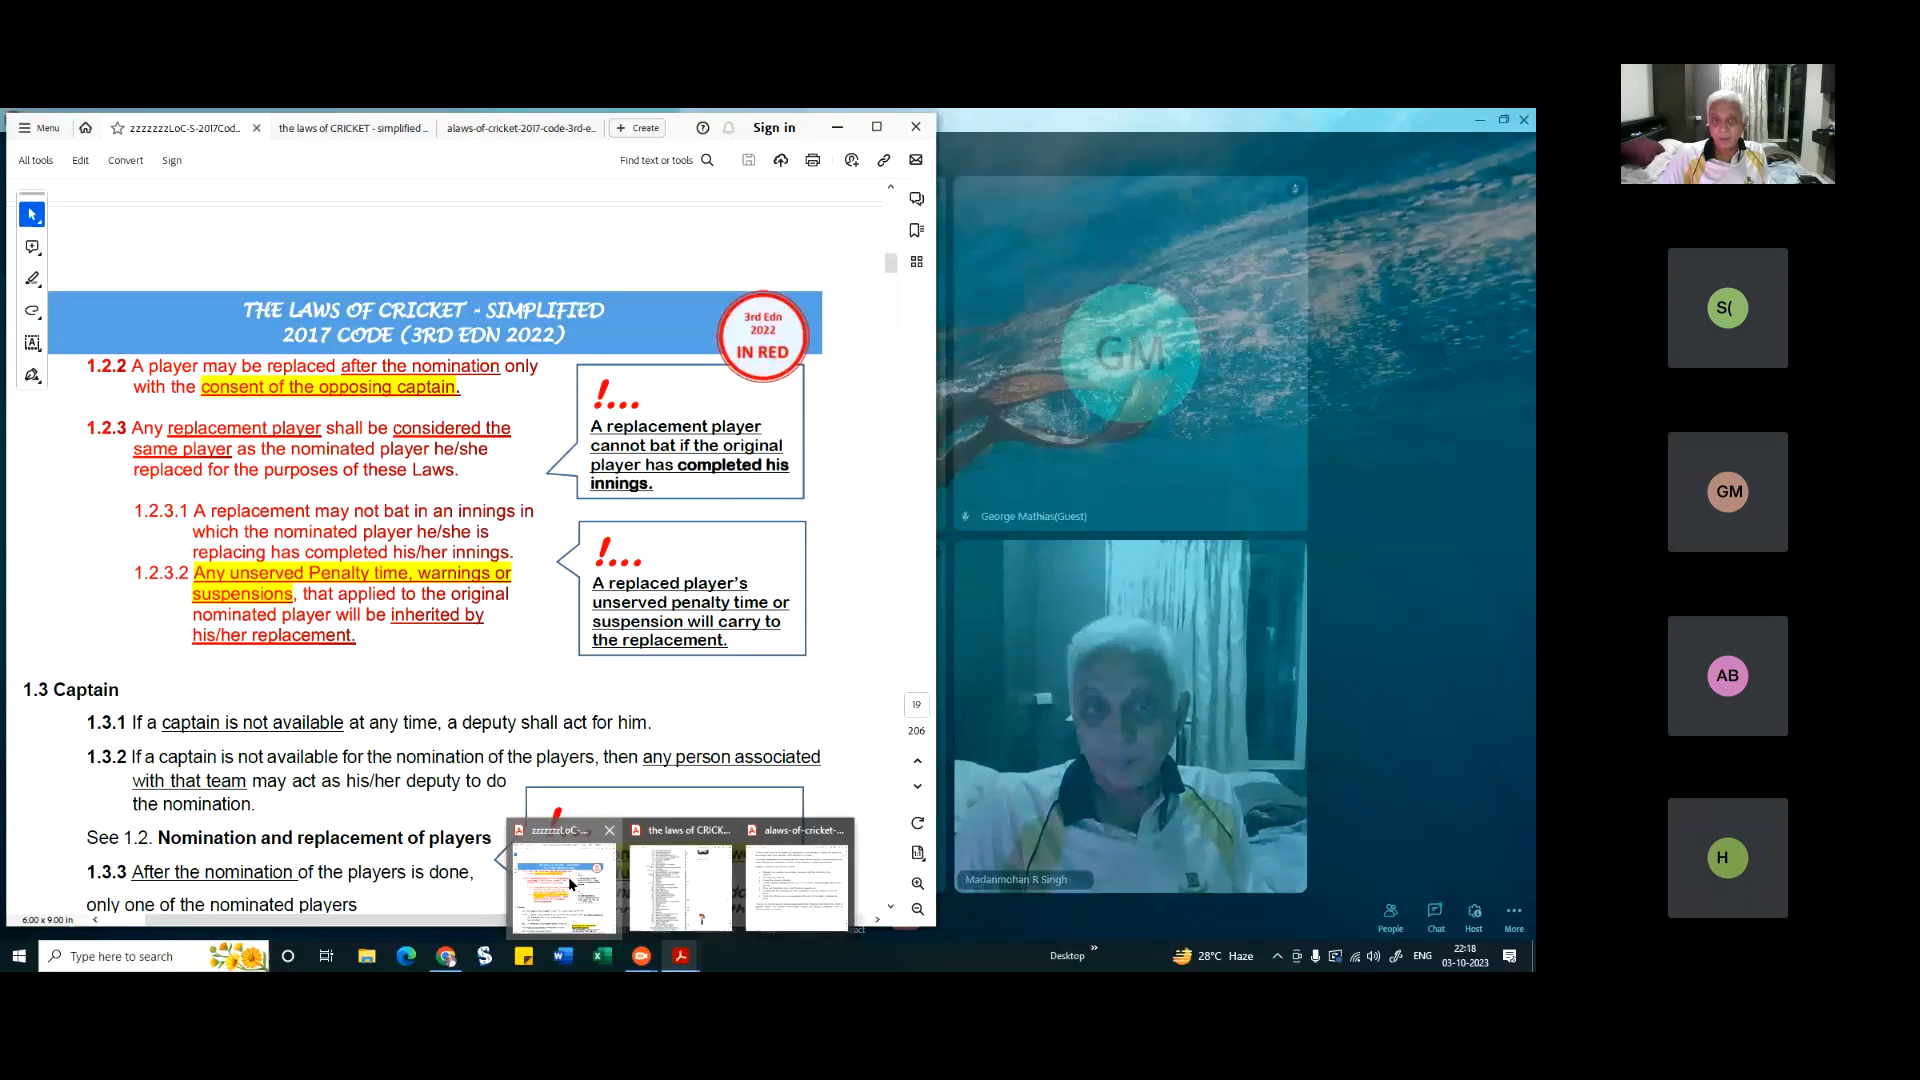 Menu
zzzzzzzLoC-S-2017Cod...
the laws of CRICKET - simplified ...
alaws-of-cricket-2017-code-3rd-e...
Create
Sign in
All tools
Edit
Convert
Sign
Find text or tools
THE LAWS OF CRICKET ~ SIMPLIFIED
2017 CODE (3RD EDN 2022)
3rd Edn
2022
IN RED
1.2.2 A player may be replaced after the nomination only
with the consent of the opposing captain.
1.2.3 Any replacement player shall be considered the
same player as the nominated player he/she
replaced for the purposes of these Laws.
1.2.3.1 A replacement may not bat in an innings in
which the nominated player he/she is
replacing has completed his/her innings.
1.2.3.2 Any unserved Penalty time, warnings or
suspensions, that applied to the original
nominated player will be inherited by
his/her replacement.
!...
A replacement player
cannot bat if the original
player has completed his
innings.
!...
A replaced player's
unserved penalty time or
suspension will carry to
the replacement.
1.3 Captain
1.3.1 If a captain is not available at any time, a deputy shall act for him.
1.3.2 If a captain is not available for the nomination of the players, then any person associated
with that team may act as his/her deputy to do
the nomination.
See 1.2. Nomination and replacement of players
1.3.3 After the nomination of the players is done,
only one of the nominated players
19
206
6.00 x 9.00 in
zzzzzzzLoC-...
the laws of CRICK...
alaws-of-cricket-...
GM
George Mathias(Guest)
Madanmohan R Singh
People
Chat
Host
More
Type here to search
Desktop
28°C Haze
ENG
22:18
03-10-2023
S(
GM
AB
H